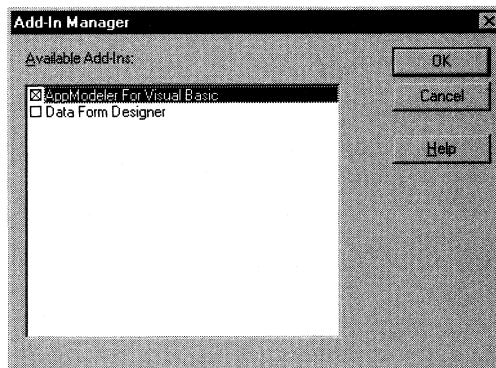 Add-In Manager
Available Add-Ins:
OK
AppModeler For Visual Basic
Cancel
Data Form Designer
Help